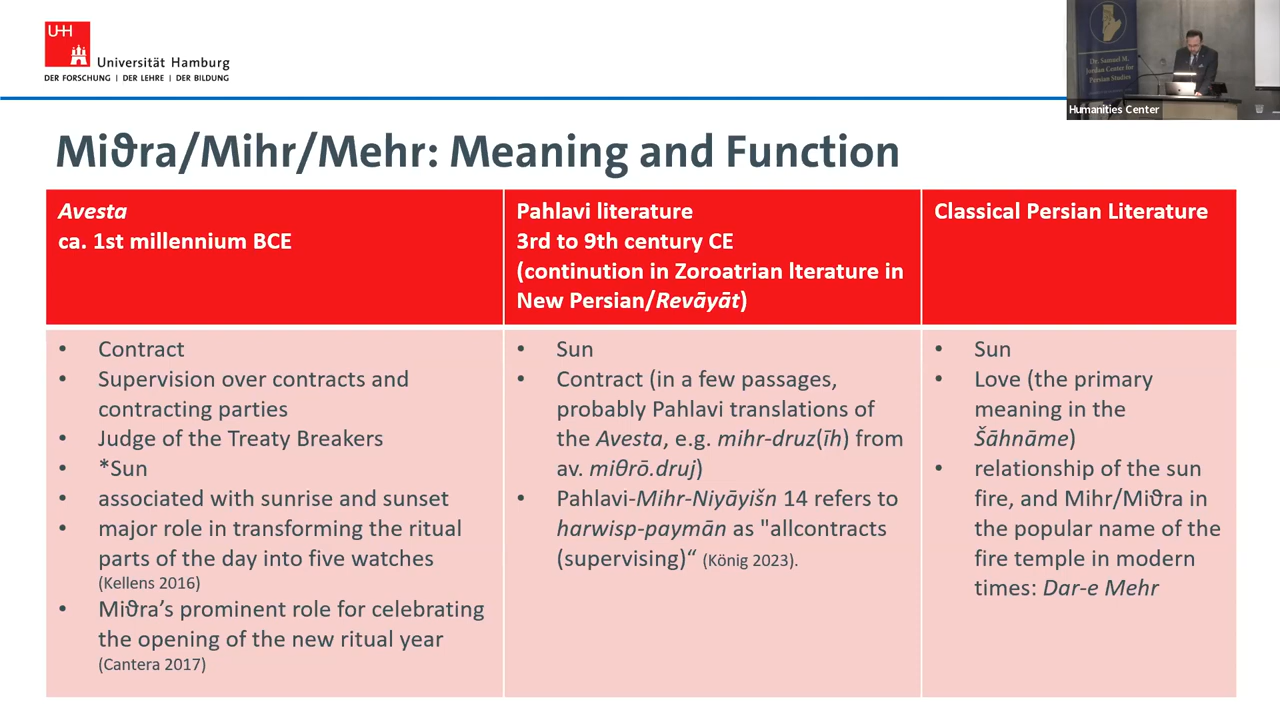 UHH
Universität Hamburg
DER FORSCHUNG | DER LEHRE | DER BILDUNG
Dr. Samuel M.
Jordan Center for
Persian Studies
Humanities Center
Miϑra/Mihr/Mehr: Meaning and Function
Avesta
ca. 1st millennium BCE
Pahlavi literature
3rd to 9th century CE
(continution in Zoroatrian lterature in
New Persian/Revāyāt)
Classical Persian Literature
• Contract
• Supervision over contracts and
contracting parties
• Judge of the Treaty Breakers
• *Sun
• associated with sunrise and sunset
• major role in transforming the ritual
parts of the day into five watches
(Kellens 2016)
• Miϑra’s prominent role for celebrating
the opening of the new ritual year
(Cantera 2017)
• Sun
• Contract (in a few passages,
probably Pahlavi translations of
the Avesta, e.g. mihr-druz(īh) from
av. miθrō.druj)
• Pahlavi-Mihr-Niyāyišn 14 refers to
harwisp-paymān as "allcontracts
(supervising)“ (König 2023).
• Sun
• Love (the primary
meaning in the
Šāhnāme)
• relationship of the sun
fire, and Mihr/Miϑra in
the popular name of the
fire temple in modern
times: Dar-e Mehr